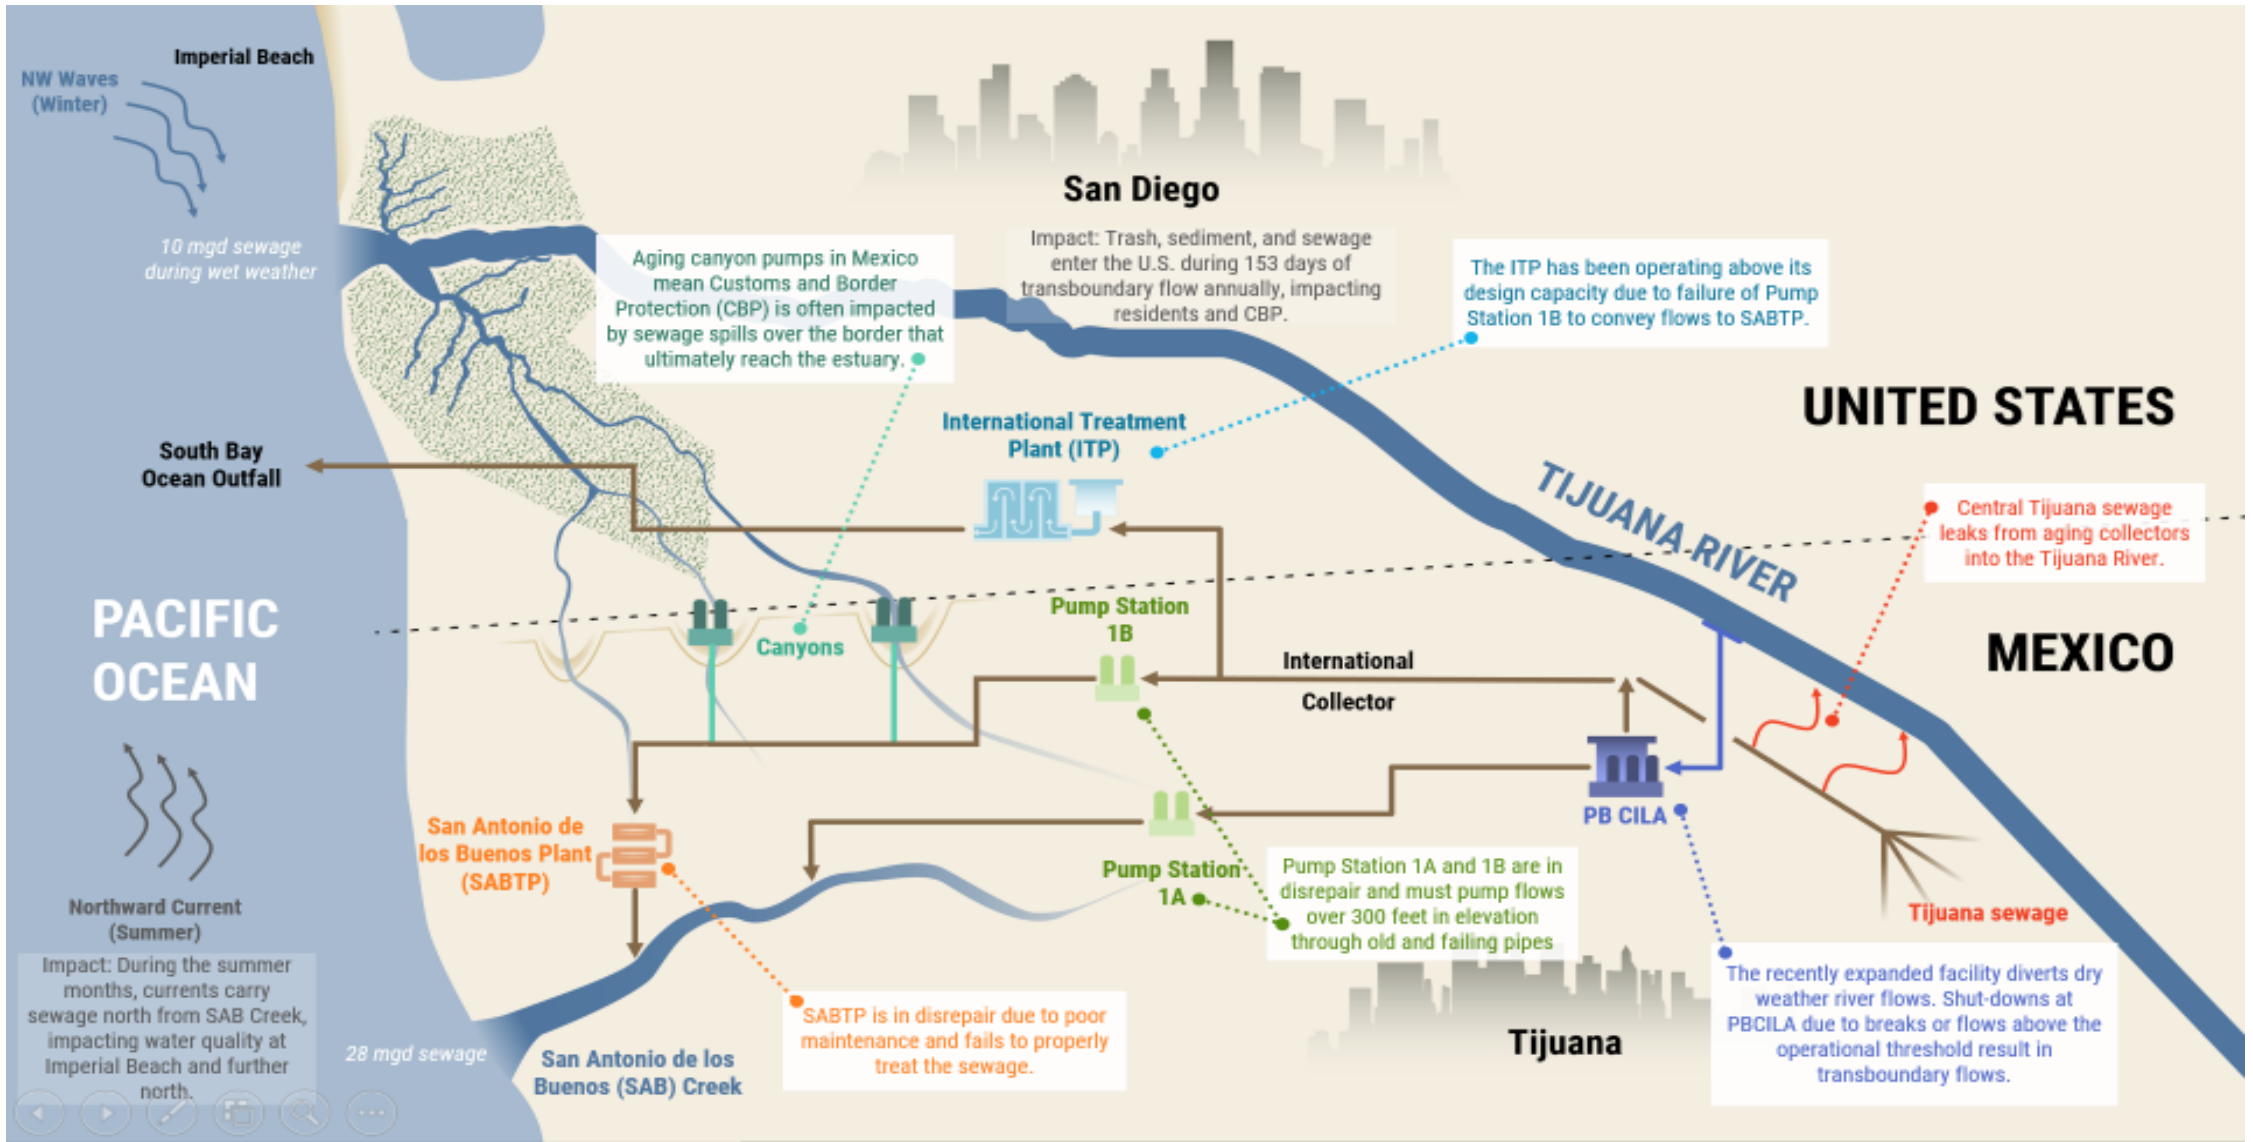 Imperial Beach
NW Waves
(Winter)
10 mgd sewage
during wet weather
San Diego
Impact: Trash, sediment, and sewage
enter the U.S. during 153 days of
transboundary flow annually, impacting
residents and CBP.
Aging canyon pumps in Mexico
mean Customs and Border
Protection (CBP) is often impacted
by sewage spills over the border that
ultimately reach the estuary.
The ITP has been operating above its
design capacity due to failure of Pump
Station 1B to convey flows to SABTP.
UNITED STATES
International Treatment
Plant (ITP)
South Bay
Ocean Outfall
TIJUANA RIVER
Central Tijuana sewage
leaks from aging collectors
into the Tijuana River.
PACIFIC
OCEAN
Canyons
Pump Station
1B
International
Collector
MEXICO
PB CILA
San Antonio de
los Buenos Plant
(SABTP)
Pump Station
1A
Pump Station 1A and 1B are in
disrepair and must pump flows
over 300 feet in elevation
through old and failing pipes
Tijuana sewage
Northward Current
(Summer)
Impact: During the summer
months, currents carry
sewage north from SAB Creek,
impacting water quality at
Imperial Beach and further
north.
28 mgd sewage
San Antonio de los
Buenos (SAB) Creek
SABTP is in disrepair due to poor
maintenance and fails to properly
treat the sewage.
Tijuana
The recently expanded facility diverts dry
weather river flows. Shut-downs at
PBCILA due to breaks or flows above the
operational threshold result in
transboundary flows.